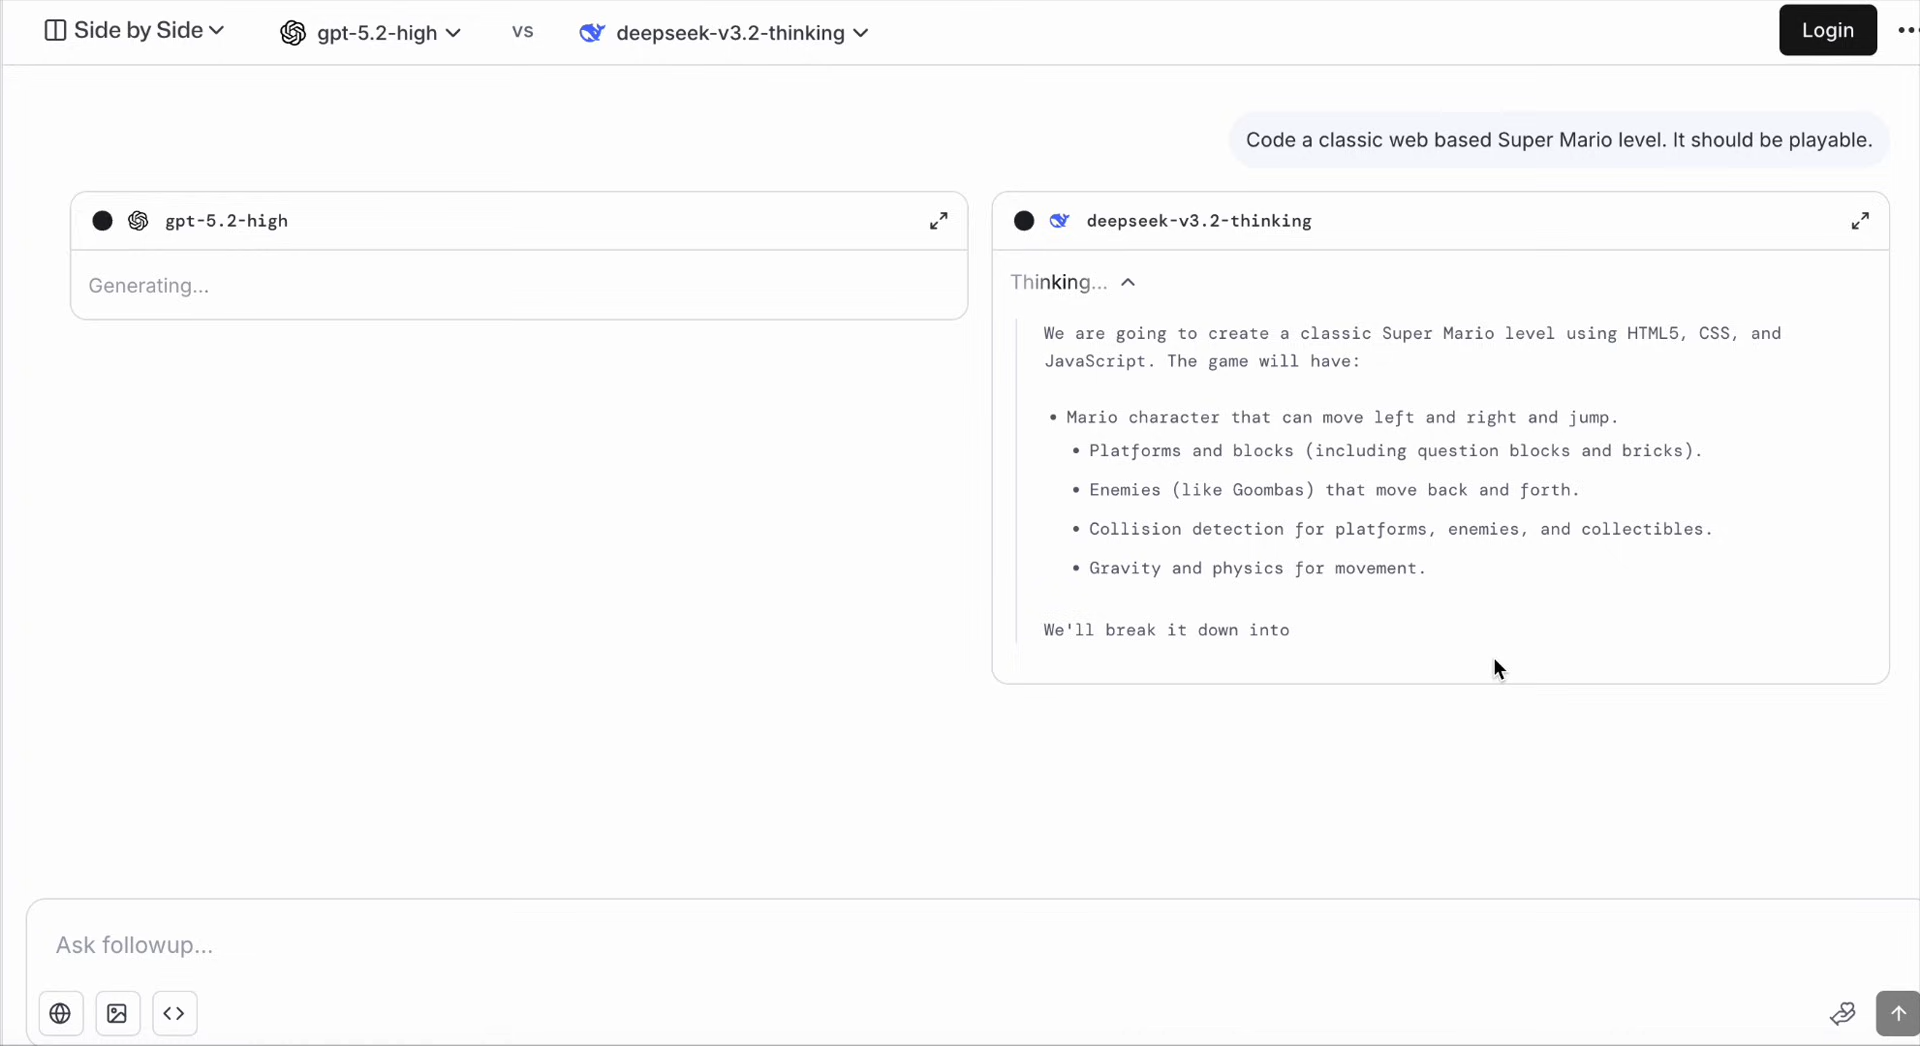 Side by Side
gpt-5.2-high
VS
deepseek-v3.2-thinking
Login
Code a classic web based Super Mario level. It should be playable.
gpt-5.2-high
Generating...
deepseek-v3.2-thinking
Thinking...
We are going to create a classic Super Mario level using HTML5, CSS, and
JavaScript. The game will have:
• Mario character that can move left and right and jump.
• Platforms and blocks (including question blocks and bricks).
• Enemies (like Goombas) that move back and forth.
• Collision detection for platforms, enemies, and collectibles.
• Gravity and physics for movement.
We'll break it down into
Ask followup...